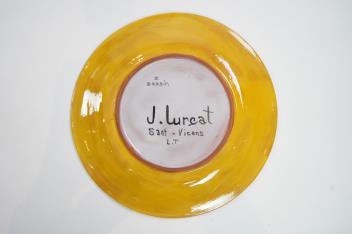 J. Lurcat
Sant - Vicens
L.T